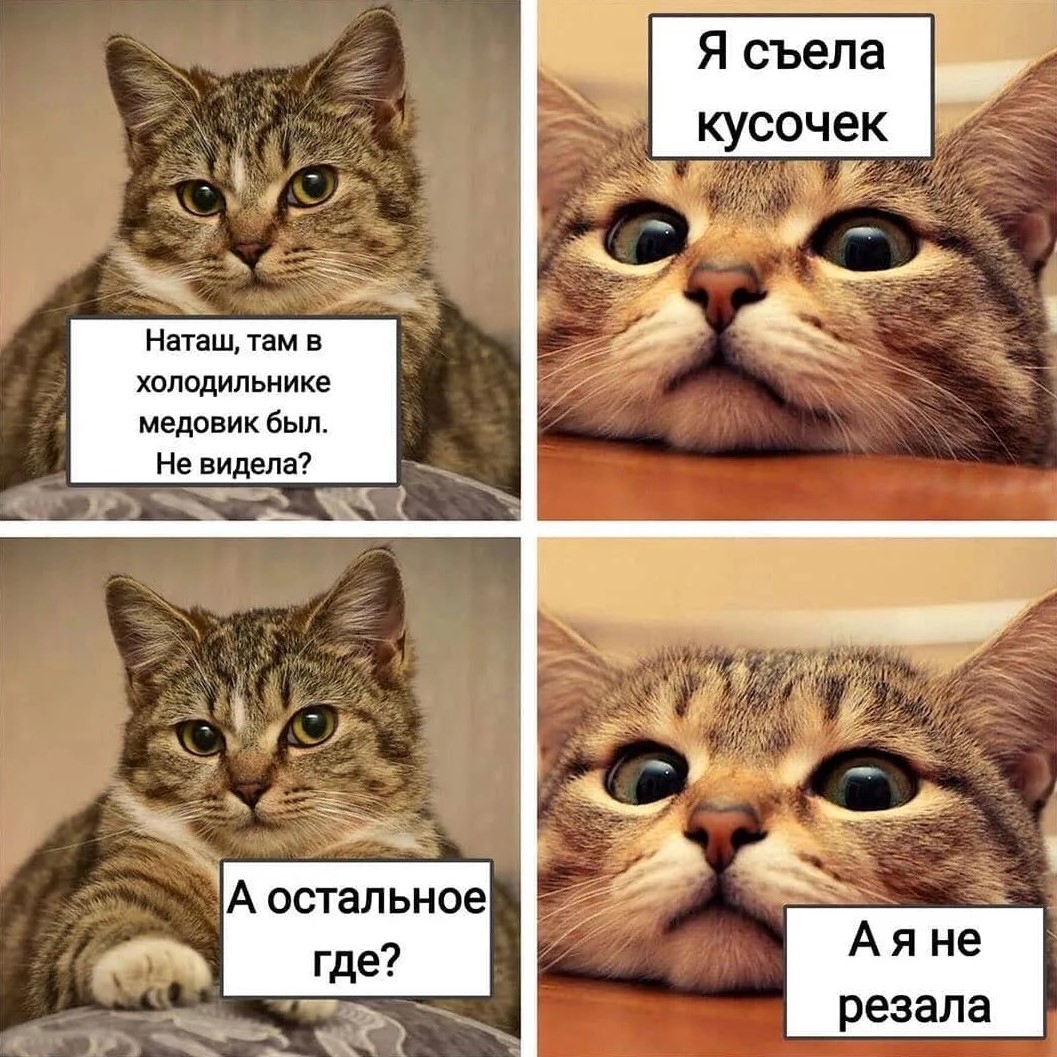 Наташ, там в
холодильнике
медовик был.
Не видела?
Я съела
кусочек
А остальное
где?
А я не
резала